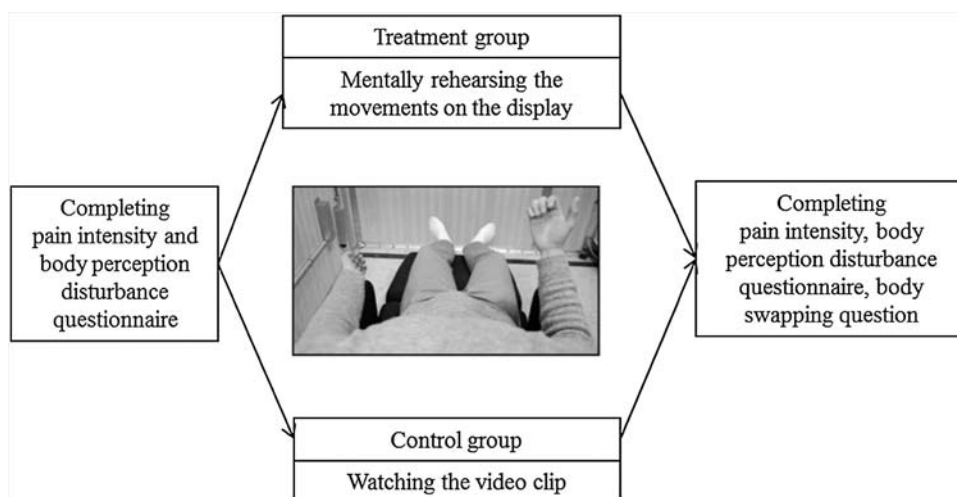 Treatment group
Mentally rehearsing the
movements on the display
Completing
pain intensity and
body perception
disturbance
questionnaire
Completing
pain intensity, body
perception disturbance
questionnaire, body
swapping question
Control group
Watching the video clip